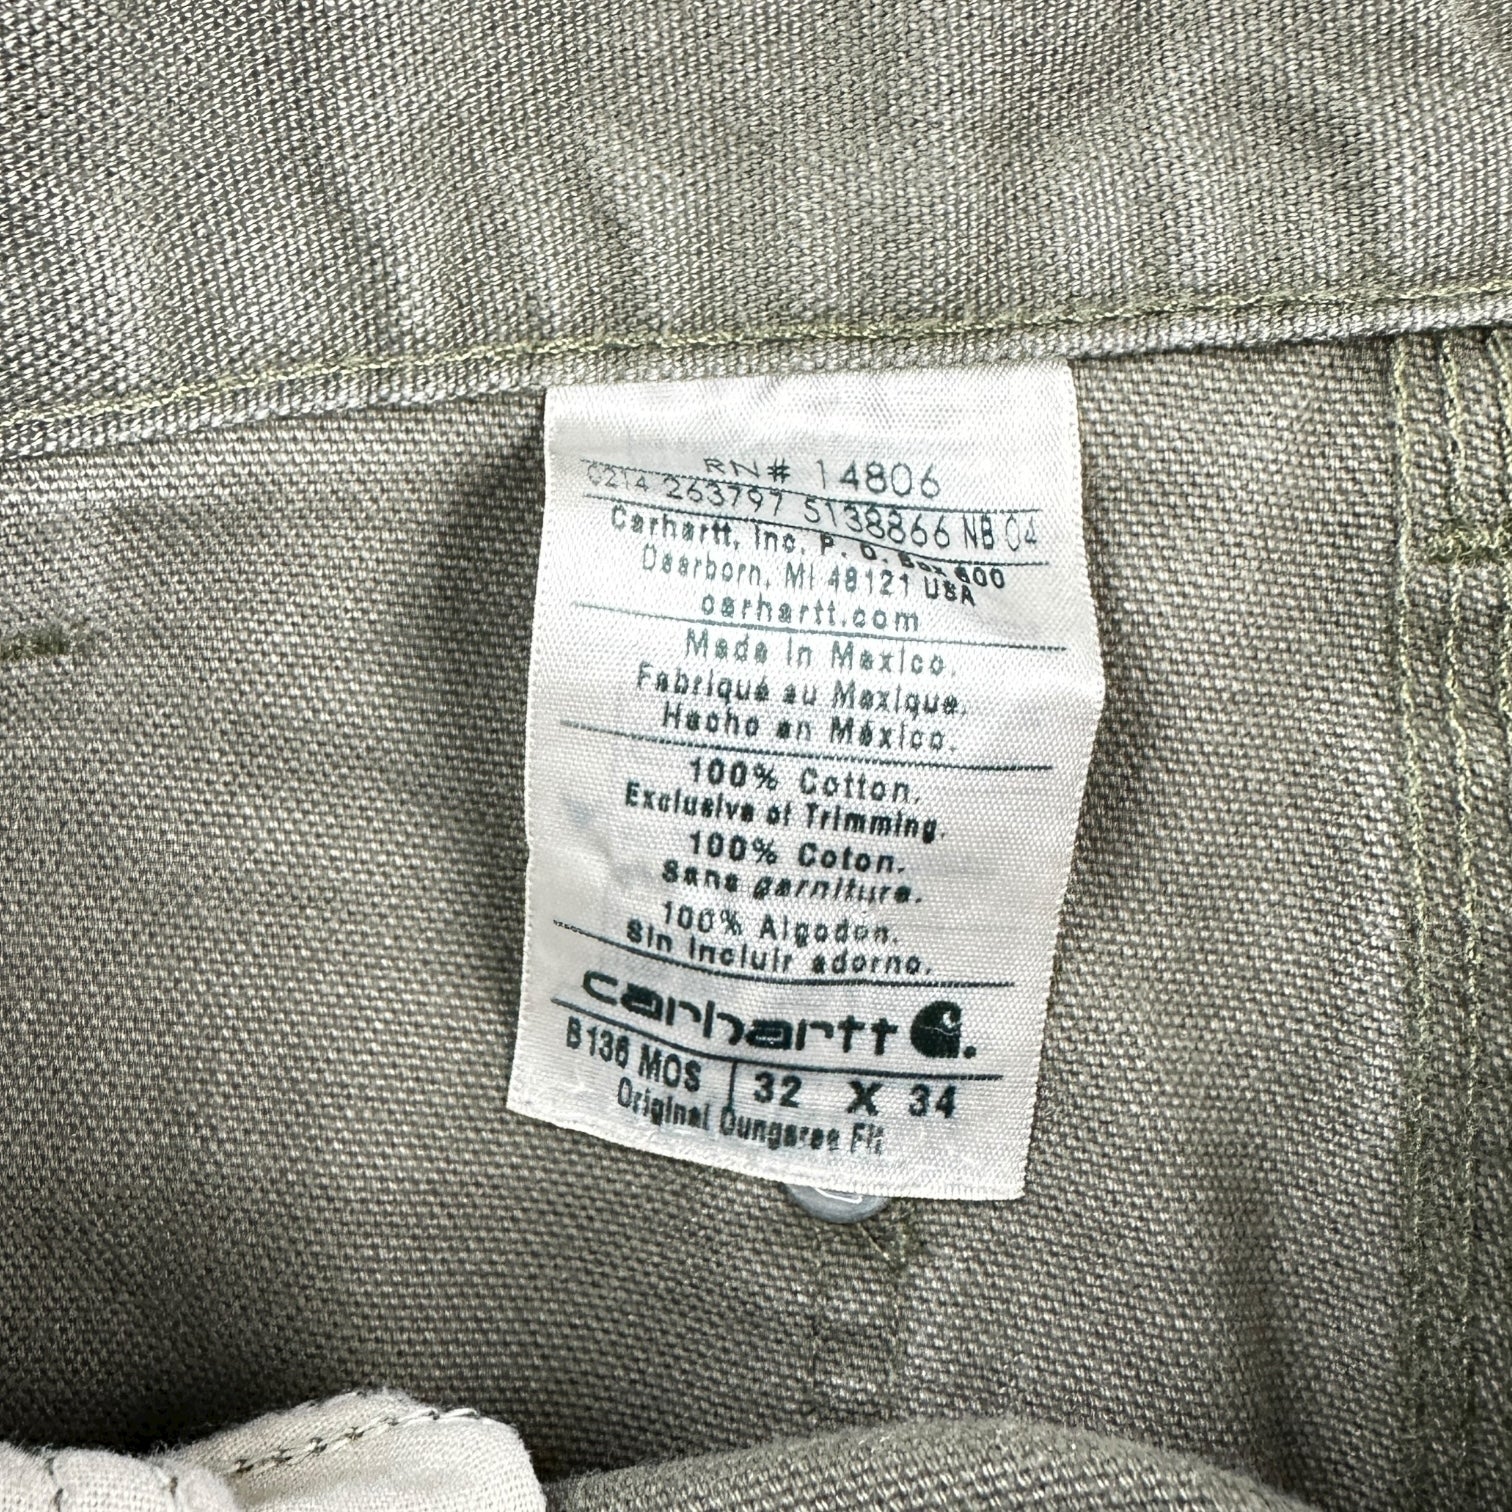 RN# 14806
C214 263797 5138866 NB 04
Carhartt, Inc. P. O. Box 600
Dearborn, MI 48121 USA
carhartt.com
Made in Mexico.
Fabriqué au Mexique.
Hecho en México.
100% Cotton.
Exclusive of Trimming.
100% Coton.
Sans garniture.
100% Algodon.
Sin incluir adorno.
carhartt
B136 MOS 32 X 34
Original Dungaree Fit